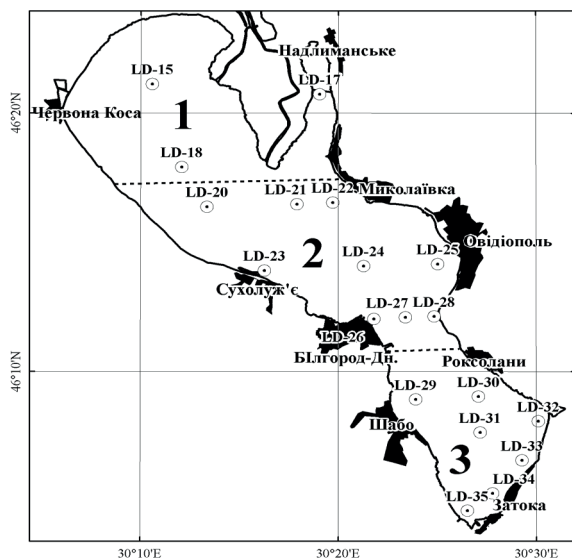 Надлиманське
LD-15
LD-17
46°20'N
Червона Коса
1
LD-18
LD-20
LD-21
LD-22
Миколаївка
Овідіополь
2
LD-24
LD-25
LD-23
Сухолуж'є
LD-27
LD-28
LD-26
БІлгород-Дн.
Роксолани
46°10'N
LD-29
LD-30
LD-32
Шабо
LD-31
3
LD-33
LD-34
LD-35
Затока
30°10'E
30°20'E
30°30'E